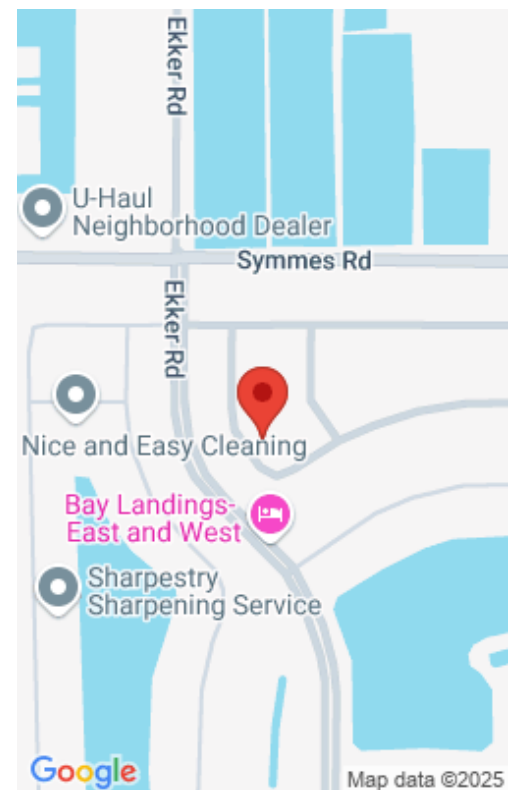 Ekker Rd
U-Haul
Neighborhood Dealer
Symmes Rd
Ekker Rd
Nice and Easy Cleaning
Bay Landings-
East and West
Sharpestry
Sharpening Service
Google
Map data ©2025